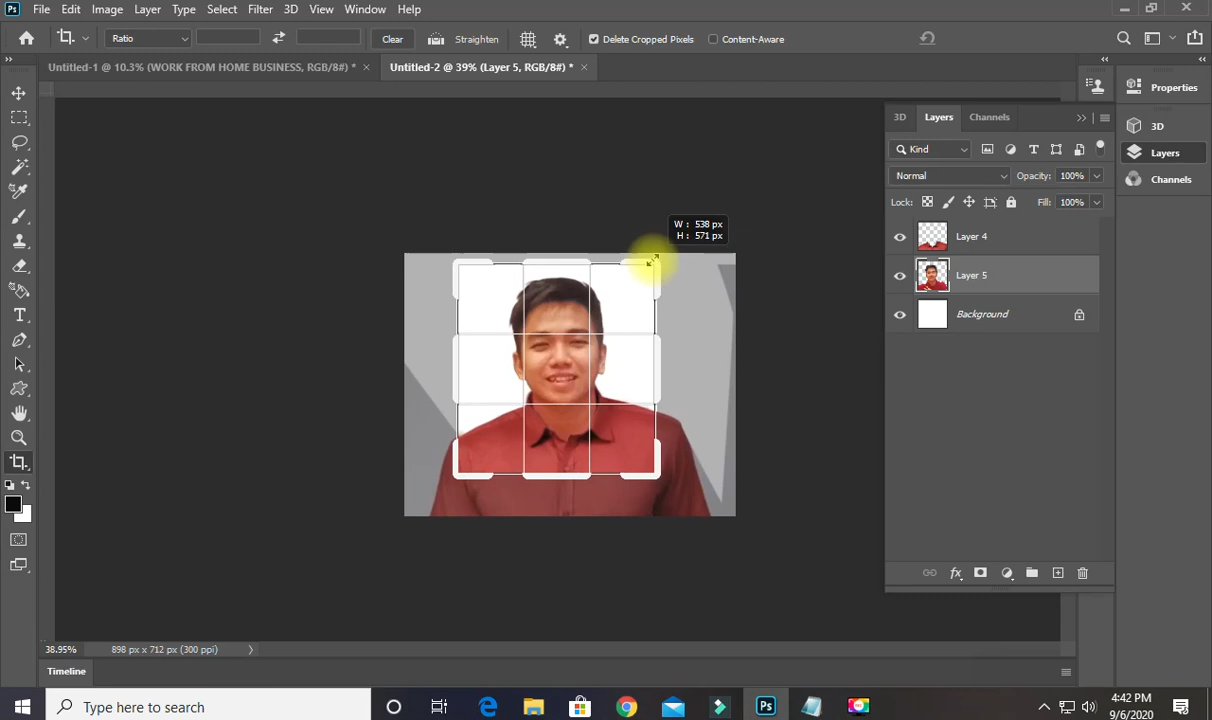 Ps File Edit Image Layer Type Select Filter 3D View Window Help
Ratio Clear Straighten Delete Cropped Pixels Content-Aware
Untitled-1 @ 10.3% (WORK FROM HOME BUSINESS, RGB/8#) * × Untitled-2 @ 39% (Layer 5, RGB/8#) * ×
Properties
3D
Layers
Channels
3D Layers Channels
Kind
Normal Opacity: 100%
Lock: Fill: 100%
Layer 4
Layer 5
Background
fx
W : 538 px
H : 571 px
38.95% 898 px x 712 px (300 ppi)
Timeline
Type here to search
Ps
4:42 PM
9/6/2020